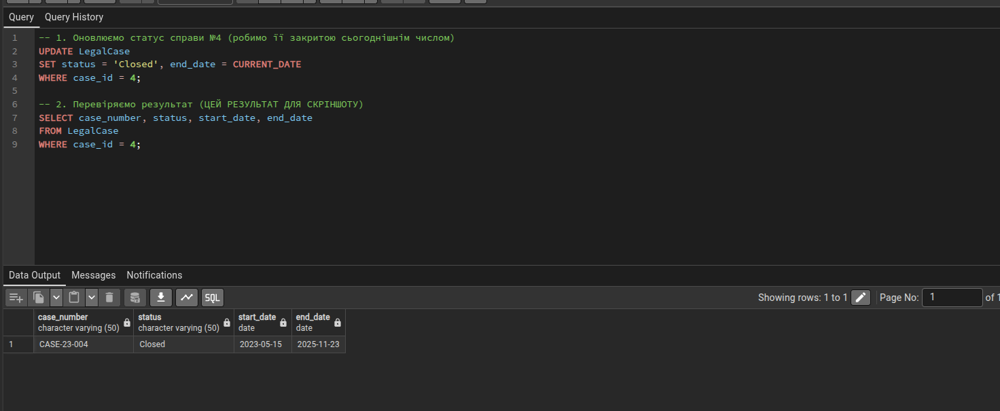 Query Query History
1 -- 1. Оновлюємо статус справи №4 (робимо її закритою сьогоднішнім числом)
2 UPDATE LegalCase
3 SET status = 'Closed', end_date = CURRENT_DATE
4 WHERE case_id = 4;
5
6 -- 2. Перевіряємо результат (ЦЕЙ РЕЗУЛЬТАТ ДЛЯ СКРІНШОТУ)
7 SELECT case_number, status, start_date, end_date
8 FROM LegalCase
9 WHERE case_id = 4;
Data Output Messages Notifications
SQL Showing rows: 1 to 1 Page No: 1 of 1
case_number status start_date end_date
character varying (50) character varying (50) date date
1 CASE-23-004 Closed 2023-05-15 2025-11-23